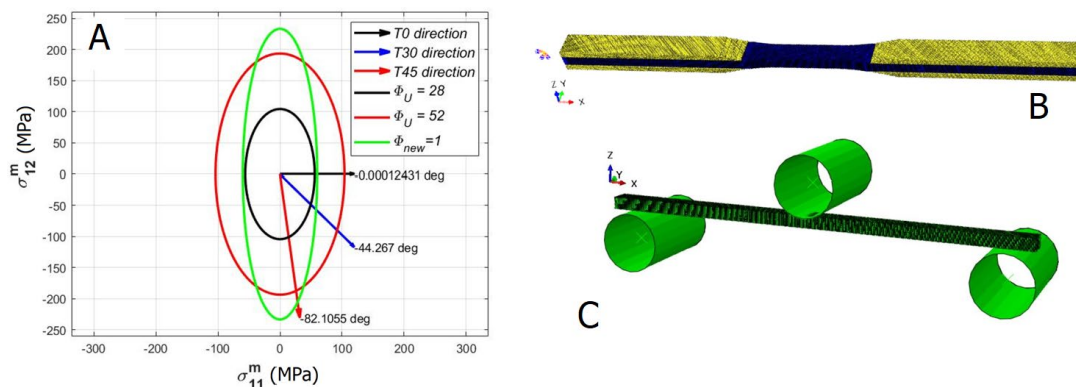 A
250
200
150
100
50
0
-50
-100
-150
-200
-250
-300
-200
-100
0
100
200
300
σ₁₂ᵐ (MPa)
σ₁₁ᵐ (MPa)
T0 direction
T30 direction
T45 direction
Φ_U = 28
Φ_U = 52
Φ_new=1
-0.00012431 deg
-44.267 deg
-82.1055 deg
Z Y
X
B
Z
Y
X
C